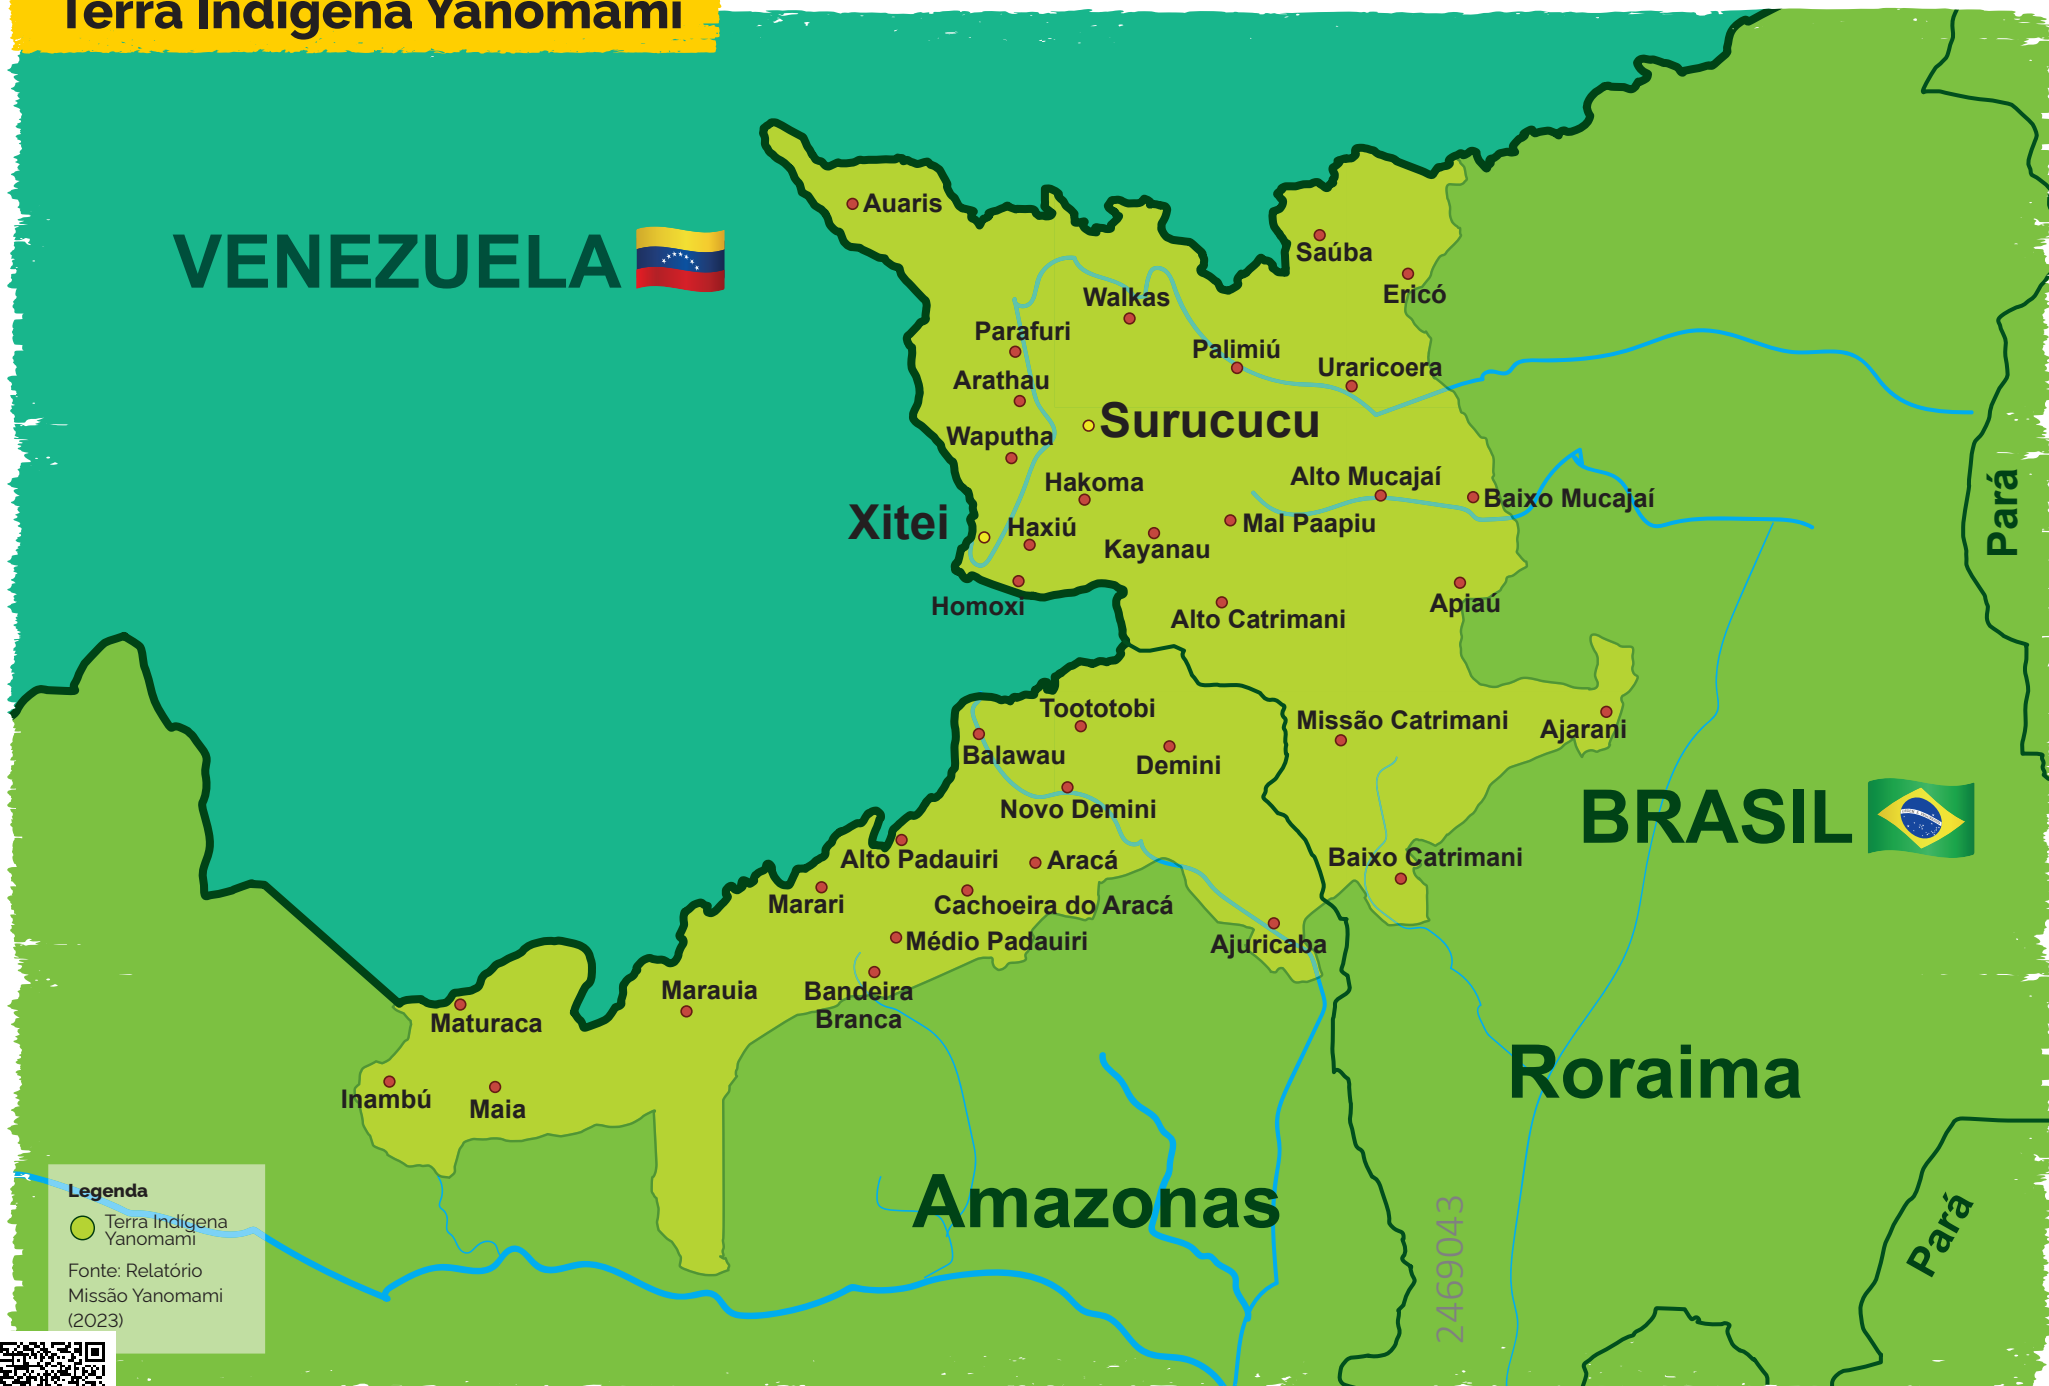 Terra Indígena Yanomami
VENEZUELA
Auaris
Saúba
Ericó
Walkas
Parafuri
Palimiú
Uraricoera
Arathau
Surucucu
Waputha
Hakoma
Alto Mucajaí
Baixo Mucajaí
Xitei
Haxiú
Mal Paapiu
Kayanau
Pará
Homoxi
Alto Catrimani
Apiaú
Tootobi
Missão Catrimani
Ajarani
Balawau
Demini
Novo Demini
BRASIL
Alto Padauiri
Aracá
Baixo Catrimani
Marari
Cachoeira do Aracá
Médio Padauiri
Ajuricaba
Marauia
Bandeira
Branca
Maturaca
Inambú
Maia
Roraima
Amazonas
Pará
2469043
Legenda
Terra Indígena
Yanomami
Fonte: Relatório
Missão Yanomami
(2023)